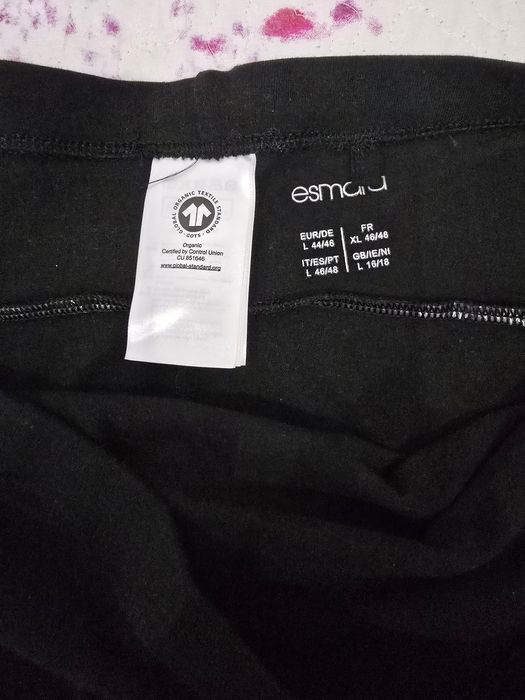 GLOBAL ORGANIC TEXTILE STANDARD
· GOTS ·
Organic
Certified by Control Union
CU 851646
www.global-standard.org
esmara
EUR/DE
L 44/46
IT/ES/PT
L 46/48
FR
XL 46/48
GB/IE/NI
L 16/18